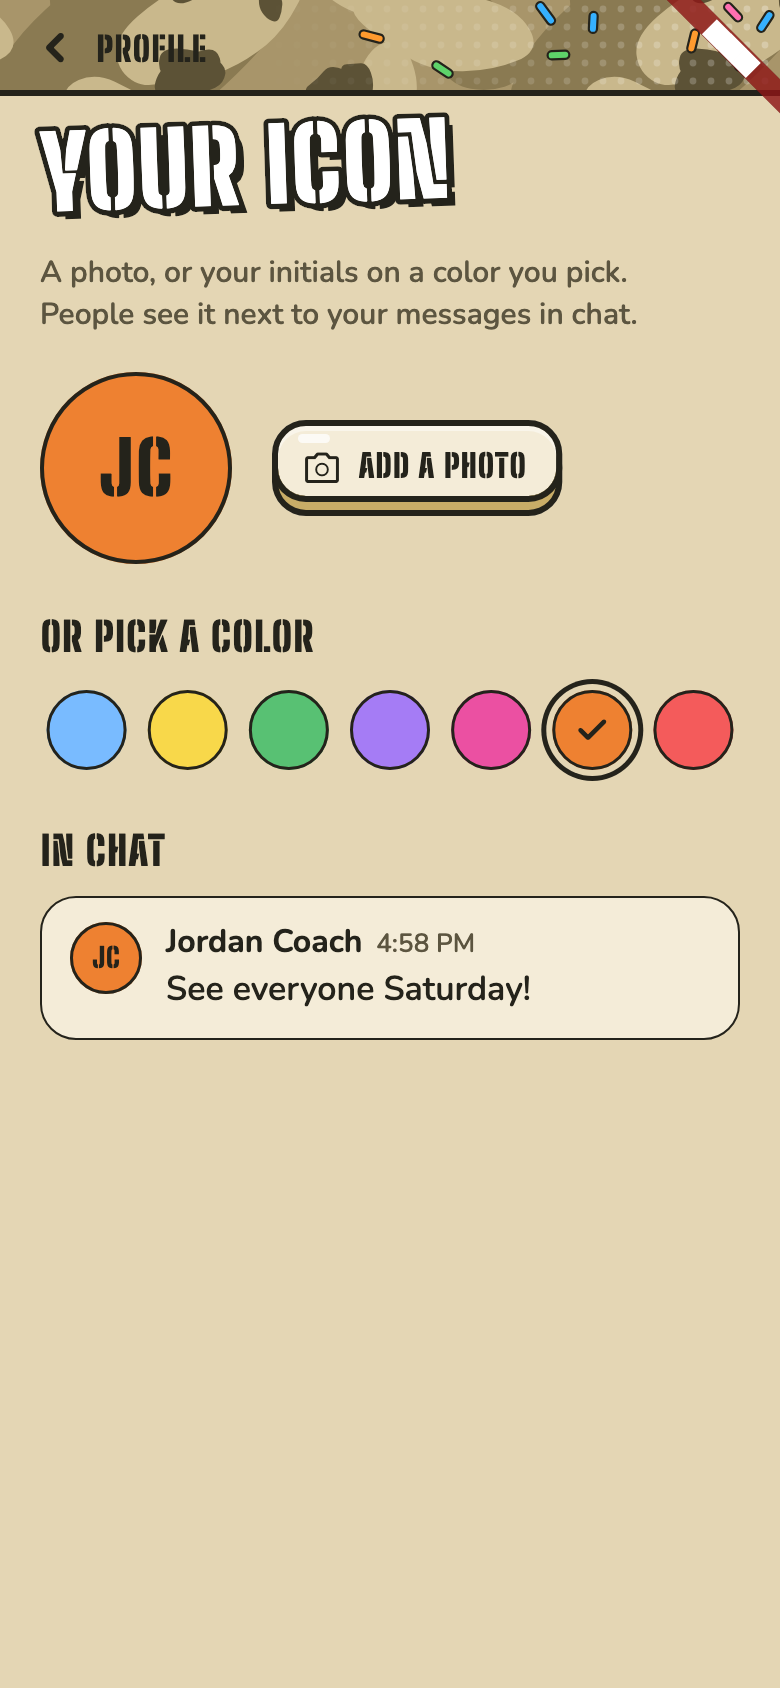 PROFILE
YOUR ICON!
A photo, or your initials on a color you pick.
People see it next to your messages in chat.
JC
ADD A PHOTO
OR PICK A COLOR
IN CHAT
JC
Jordan Coach 4:58 PM
See everyone Saturday!